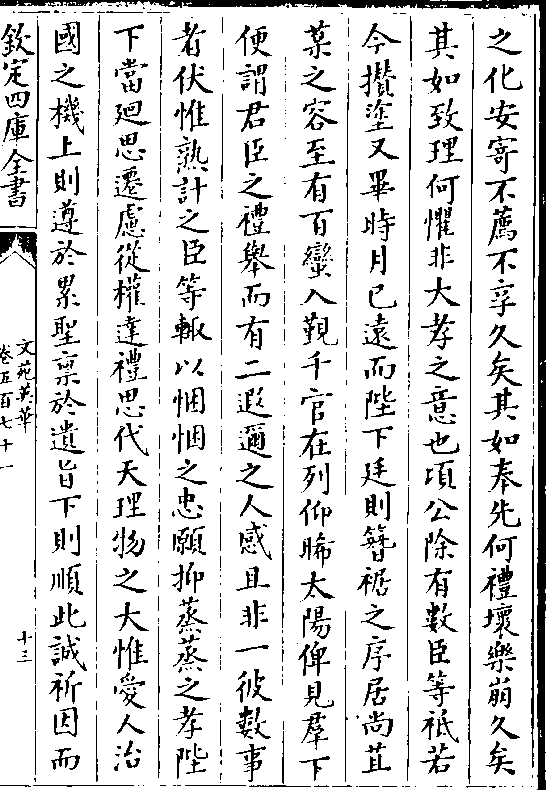 之化安寄不薦不享久矣其如奉先何禮壞樂崩久矣
其如致理何懼非大孝之意也頃公除有數臣等祗若
今攢塗又畢時月已遠而陛下廷則簪裾之序居尚苴
菒之容至有百蠻入覲千官在列仰晞太陽俾見羣下
便謂君臣之禮舉而有二遐邇之人感且非一彼數事
者伏惟熟計之臣等輙以悃悃之忠願抑蒸蒸之孝陛
下當廻思遷慮從權達禮思代天理物之大惟愛人治
國之機上則遵於累聖禀於遺旨下則順此誠祈因而
欽定四庫全書
文苑英華
卷五百七十一
十三